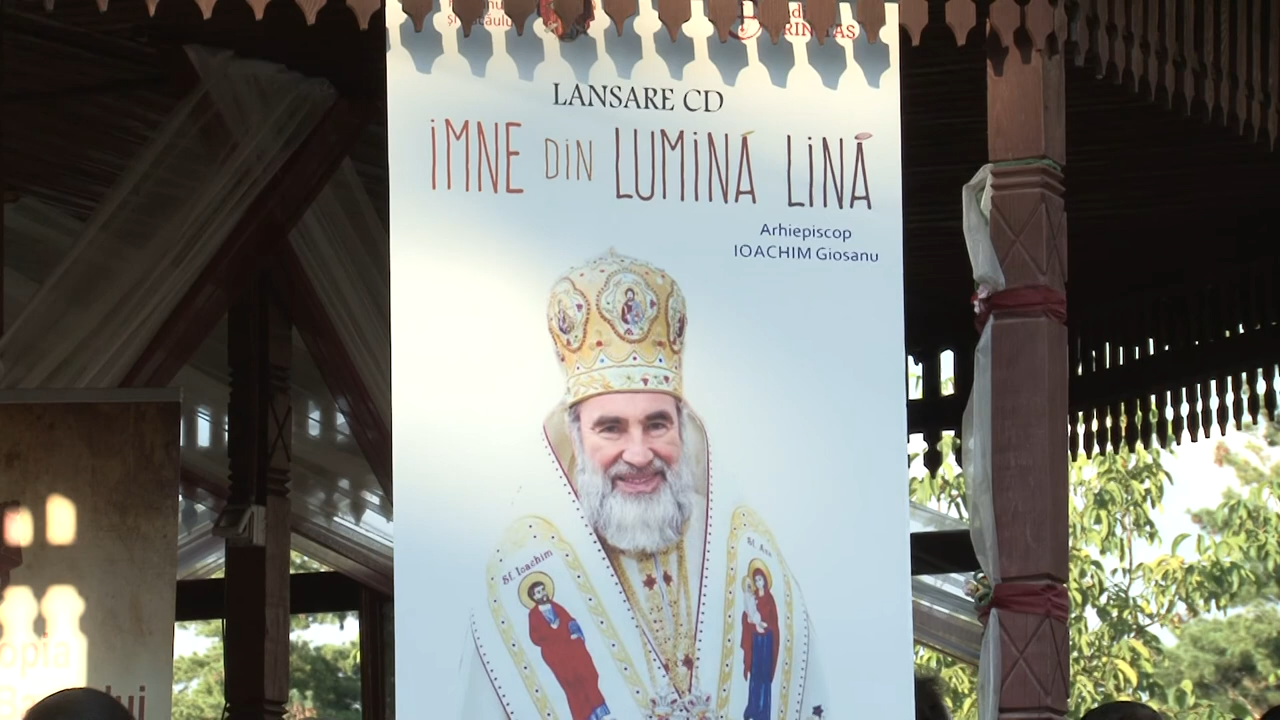 LANSARE CD
IMNE DIN LUMINĂ LINĂ
Arhiepiscop
IOACHIM Giosanu
Sf. Ioachim
Sf. Ana